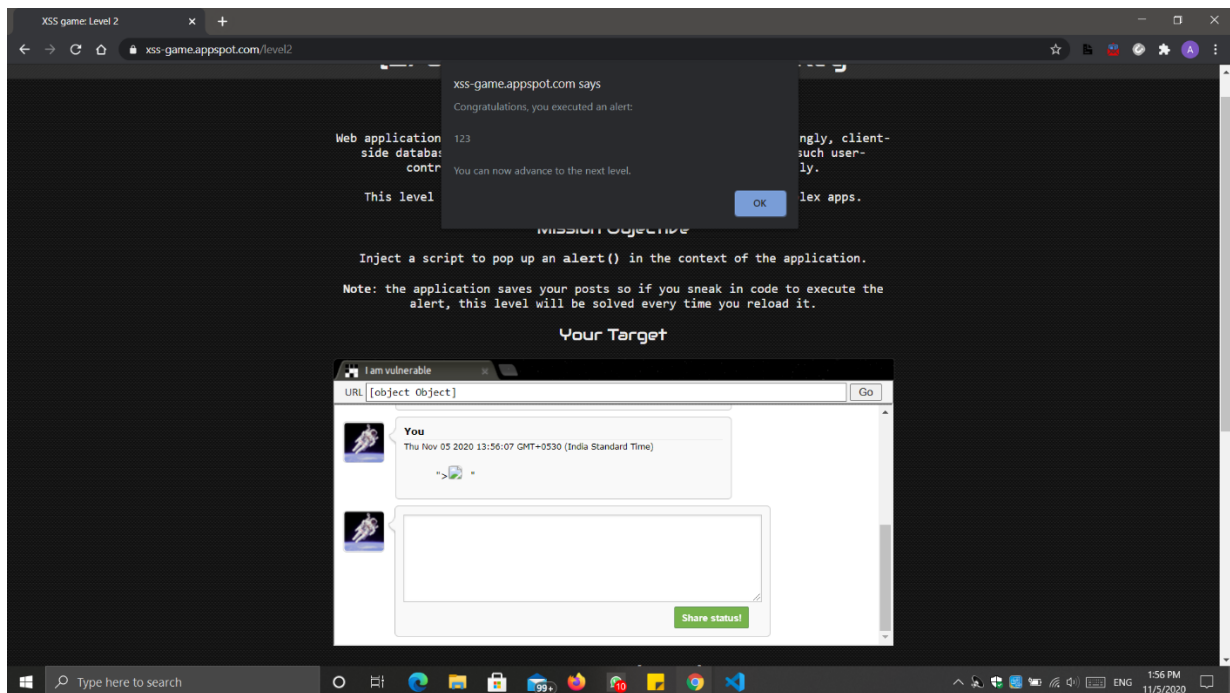 XSS game: Level 2
xss-game.appspot.com/level2
A
xss-game.appspot.com says
Congratulations, you executed an alert:
123
You can now advance to the next level.
OK
Web application ngly, client-
side databas such user-
contr ly.
This level lex apps.
Mission Objective
Inject a script to pop up an alert() in the context of the application.
Note: the application saves your posts so if you sneak in code to execute the
alert, this level will be solved every time you reload it.
Your Target
I am vulnerable
URL [object Object] Go
You
Thu Nov 05 2020 13:56:07 GMT+0530 (India Standard Time)
"> "
Share status!
Type here to search
99+
10
ENG
1:56 PM
11/5/2020